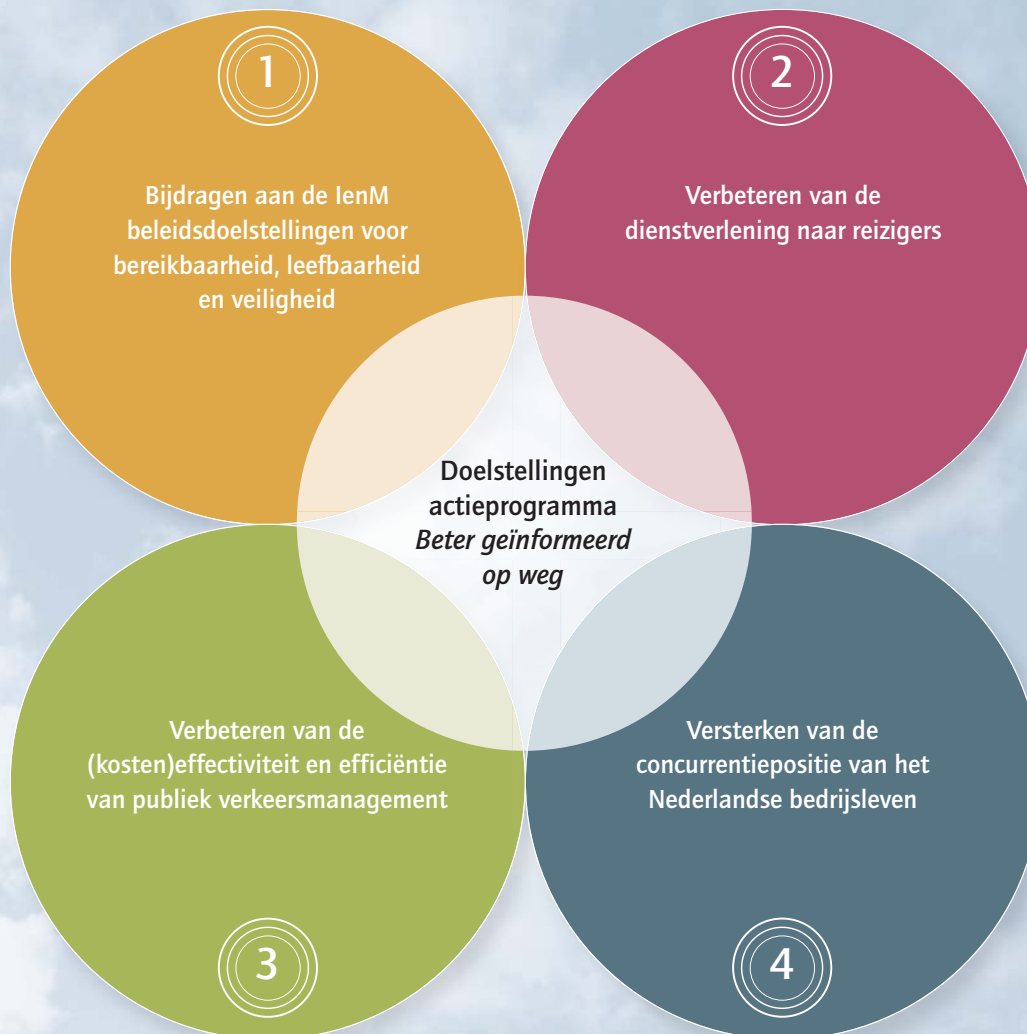 1
Bijdragen aan de IenM
beleidsdoelstellingen voor
bereikbaarheid, leefbaarheid
en veiligheid
2
Verbeteren van de
dienstverlening naar reizigers
Doelstellingen
actieprogramma
Beter geïnformeerd
op weg
Verbeteren van de
(kosten)effectiviteit en efficiëntie
van publiek verkeersmanagement
3
Versterken van de
concurrentiepositie van het
Nederlandse bedrijsleven
4